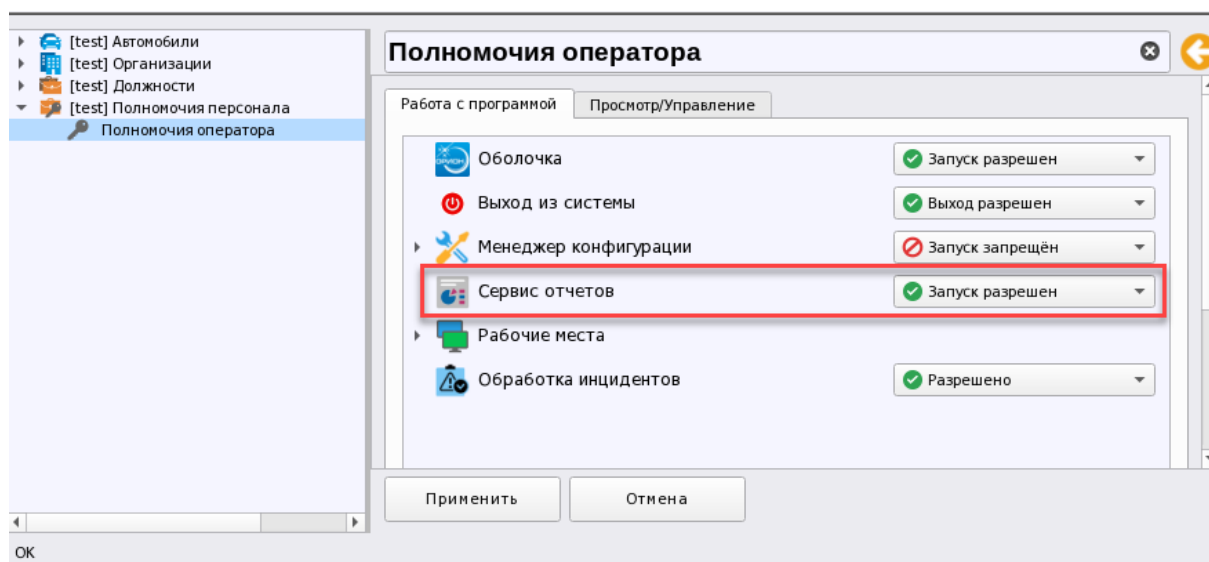 [test] Автомобили
[test] Организации
[test] Должности
[test] Полномочия персонала
Полномочия оператора
Полномочия оператора
Работа с программой
Просмотр/Управление
ОРИОН
Оболочка
Запуск разрешен
Выход из системы
Выход разрешен
Менеджер конфигурации
Запуск запрещён
Сервис отчетов
Запуск разрешен
Рабочие места
Обработка инцидентов
Разрешено
Применить
Отмена
OK